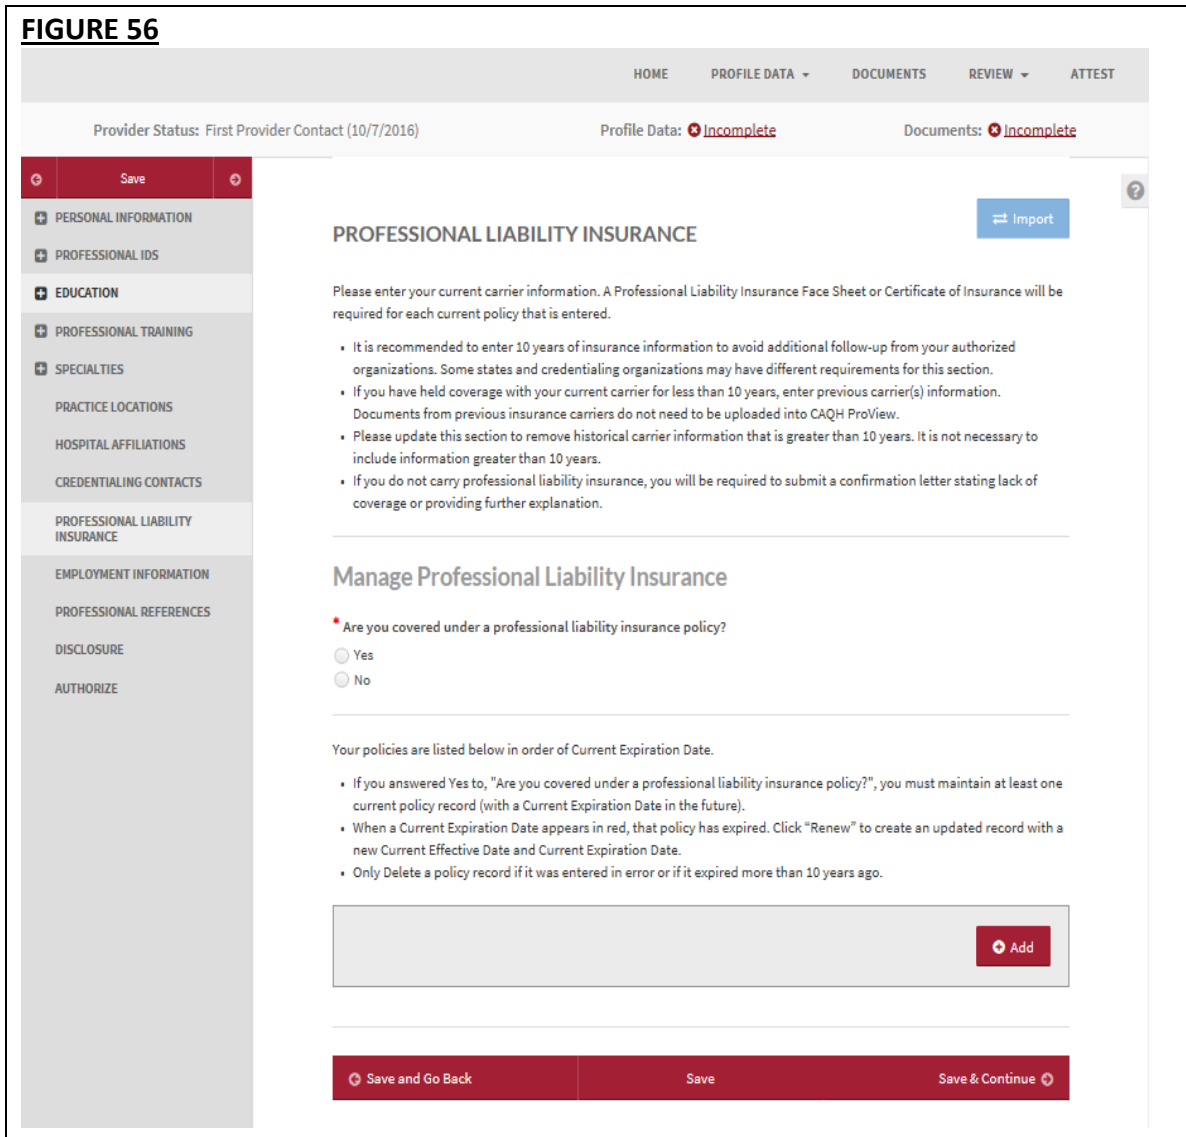 FIGURE 56
HOME PROFILE DATA DOCUMENTS REVIEW ATTEST
Provider Status: First Provider Contact (10/7/2016) Profile Data: Incomplete Documents: Incomplete
Save
PERSONAL INFORMATION
PROFESSIONAL IDS
EDUCATION
PROFESSIONAL TRAINING
SPECIALTIES
PRACTICE LOCATIONS
HOSPITAL AFFILIATIONS
CREDENTIALING CONTACTS
PROFESSIONAL LIABILITY
INSURANCE
EMPLOYMENT INFORMATION
PROFESSIONAL REFERENCES
DISCLOSURE
AUTHORIZE
?
Import
PROFESSIONAL LIABILITY INSURANCE
Please enter your current carrier information. A Professional Liability Insurance Face Sheet or Certificate of Insurance will be
required for each current policy that is entered.
• It is recommended to enter 10 years of insurance information to avoid additional follow-up from your authorized
organizations. Some states and credentialing organizations may have different requirements for this section.
• If you have held coverage with your current carrier for less than 10 years, enter previous carrier(s) information.
Documents from previous insurance carriers do not need to be uploaded into CAQH ProView.
• Please update this section to remove historical carrier information that is greater than 10 years. It is not necessary to
include information greater than 10 years.
• If you do not carry professional liability insurance, you will be required to submit a confirmation letter stating lack of
coverage or providing further explanation.
Manage Professional Liability Insurance
* Are you covered under a professional liability insurance policy?
Yes
No
Your policies are listed below in order of Current Expiration Date.
• If you answered Yes to, "Are you covered under a professional liability insurance policy?", you must maintain at least one
current policy record (with a Current Expiration Date in the future).
• When a Current Expiration Date appears in red, that policy has expired. Click “Renew” to create an updated record with a
new Current Effective Date and Current Expiration Date.
• Only Delete a policy record if it was entered in error or if it expired more than 10 years ago.
Add
Save and Go Back Save Save & Continue